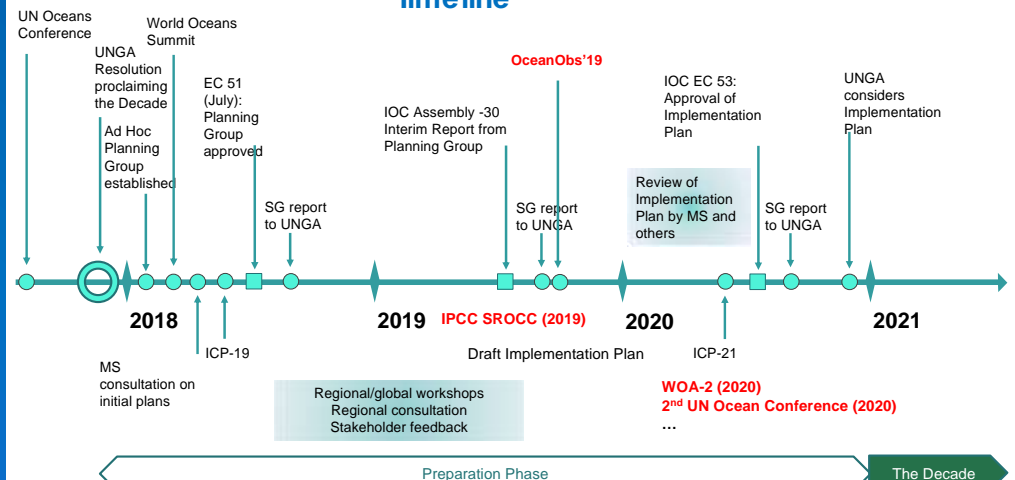 timeline
UN Oceans
Conference
World Oceans
Summit
UNGA
Resolution
proclaiming
the Decade
Ad Hoc
Planning
Group
established
EC 51
(July):
Planning
Group
approved
SG report
to UNGA
IOC Assembly -30
Interim Report from
Planning Group
OceanObs'19
SG report
to UNGA
Review of
Implementation
Plan by MS and
others
IOC EC 53:
Approval of
Implementation
Plan
SG report
to UNGA
UNGA
considers
Implementation
Plan
2018
2019
IPCC SROCC (2019)
2020
2021
MS
consultation on
initial plans
ICP-19
Draft Implementation Plan
ICP-21
Regional/global workshops
Regional consultation
Stakeholder feedback
WOA-2 (2020)
2nd UN Ocean Conference (2020)
...
Preparation Phase
The Decade